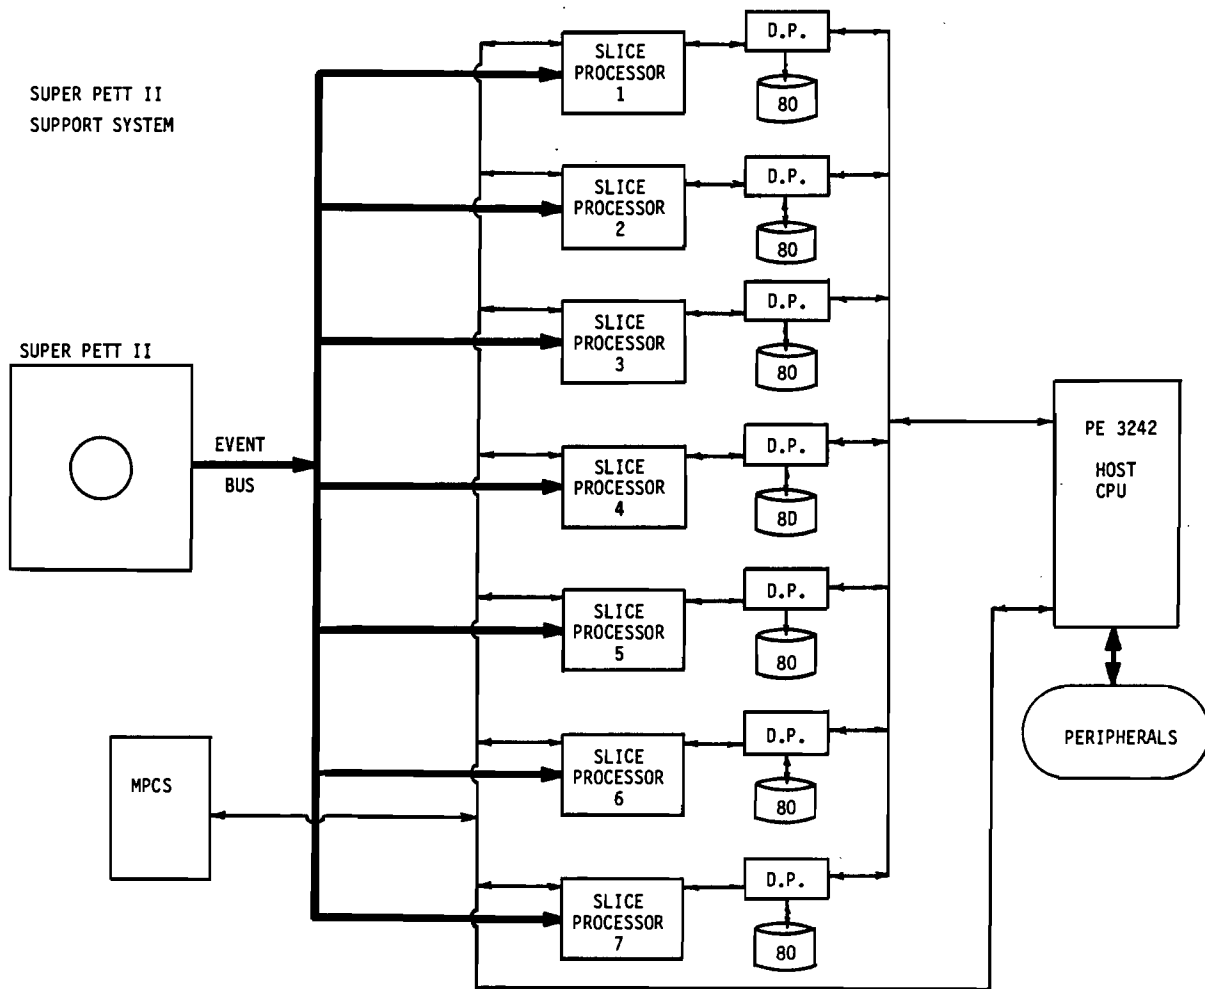 SUPER PETT II
SUPPORT SYSTEM
SLICE
PROCESSOR
1
D.P.
80
SLICE
PROCESSOR
2
D.P.
80
SLICE
PROCESSOR
3
D.P.
80
SUPER PETT II
EVENT
BUS
SLICE
PROCESSOR
4
D.P.
8D
PE 3242
HOST
CPU
SLICE
PROCESSOR
5
D.P.
80
PERIPHERALS
MPCS
SLICE
PROCESSOR
6
D.P.
80
SLICE
PROCESSOR
7
D.P.
80